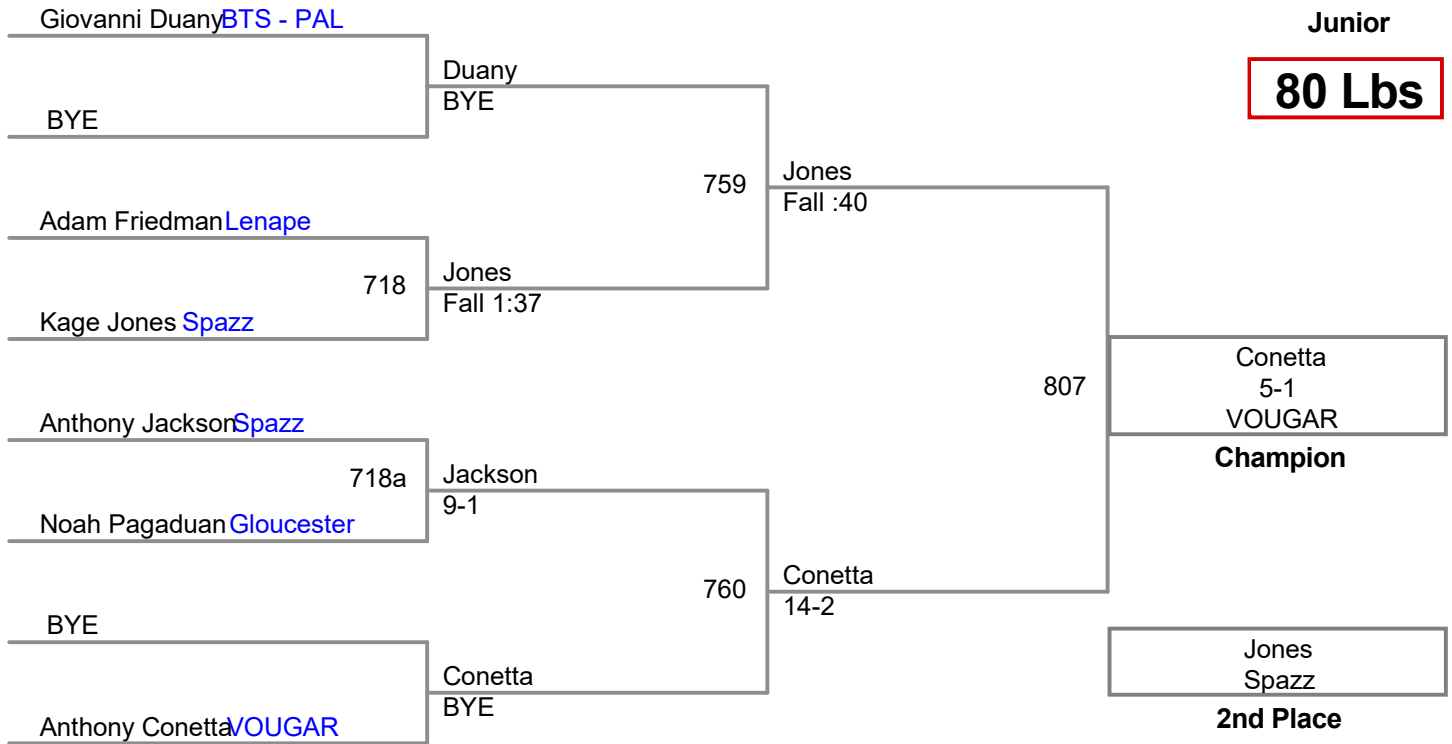 Giovanni Duany BTS - PAL
Junior
Duany
BYE
80 Lbs
BYE
759
Jones
Fall :40
Adam Friedman Lenape
718
Jones
Fall 1:37
Kage Jones Spazz
807
Conetta
5-1
VOUGAR
Champion
Anthony Jackson Spazz
718a
Jackson
9-1
Noah Pagaduan Gloucester
760
Conetta
14-2
BYE
Jones
Spazz
2nd Place
Conetta
BYE
Anthony Conetta VOUGAR